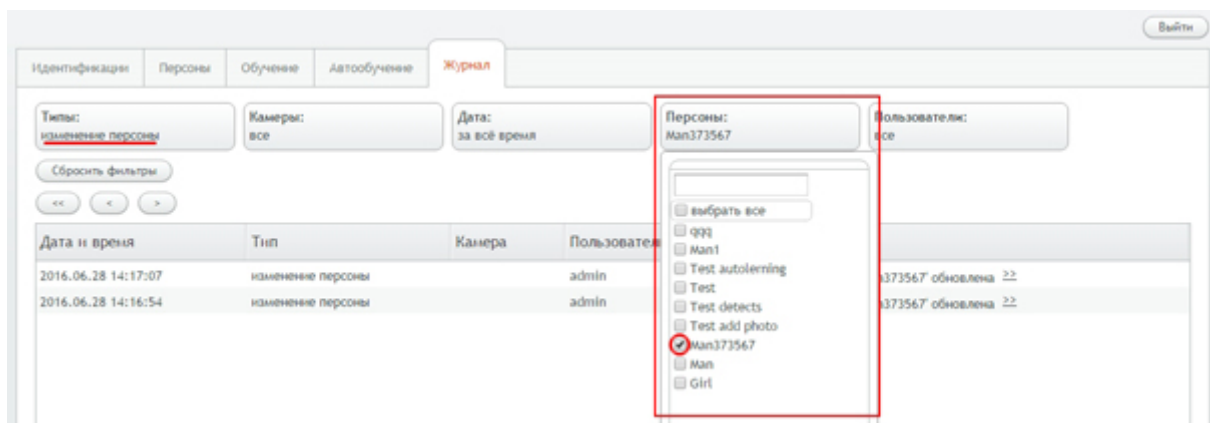 Выйти
Идентификации Персоны Обучение Автообучение Журнал
Типы: Камеры: Дата: Персоны: Пользователи:
изменение персоны все за всё время Man373567 все
Сбросить фильтры
<< < >
выбрать все
qqq
Man1
Test autolerning
Test
Test detects
Test add photo
Man373567
Man
Girl
Дата и время Тип Камера
2016.06.28 14:17:07 изменение персоны admin обновлена >>
2016.06.28 14:16:54 изменение персоны admin обновлена >>